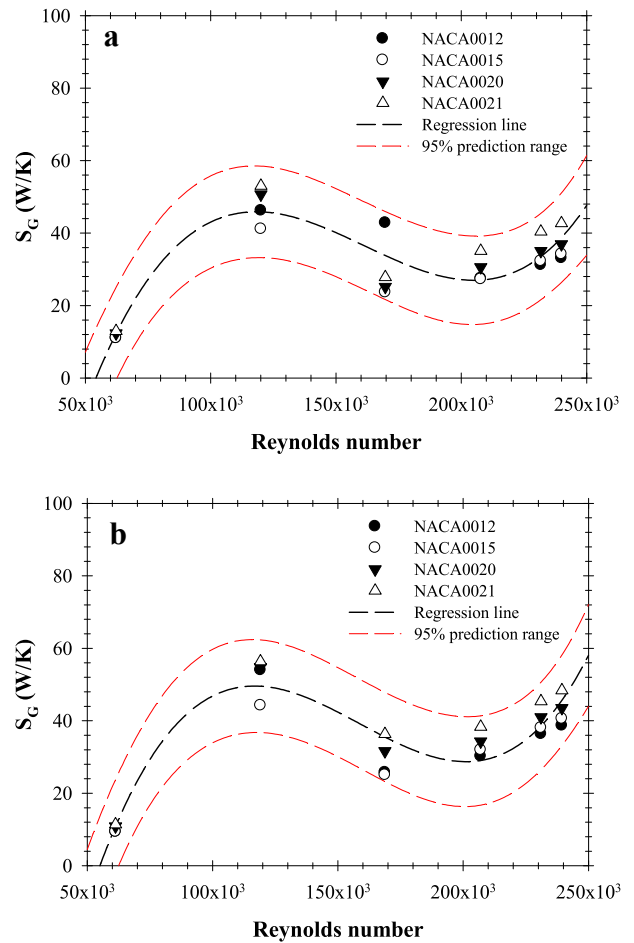 a
100
80
60
40
20
0
S_G (W/K)
NACA0012
NACA0015
NACA0020
NACA0021
Regression line
95% prediction range
50x10³ 100x10³ 150x10³ 200x10³ 250x10³
Reynolds number
b
100
80
60
40
20
0
S_G (W/K)
NACA0012
NACA0015
NACA0020
NACA0021
Regression line
95% prediction range
50x10³ 100x10³ 150x10³ 200x10³ 250x10³
Reynolds number